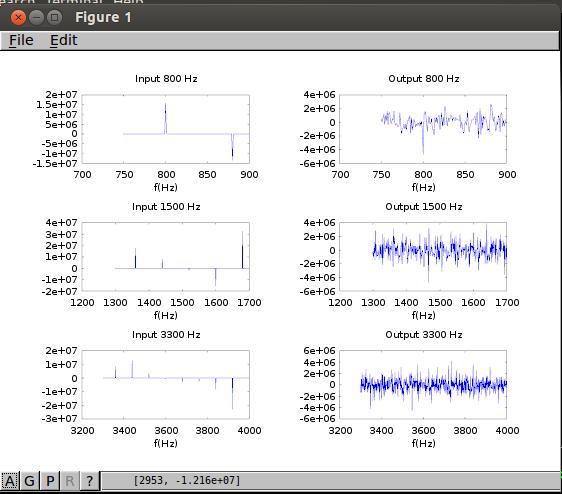 Search Terminal Help
Figure 1
File Edit
Input 800 Hz
2e+07
1.5e+07
1e+07
5e+06
0
-5e+06
-1e+07
-1.5e+07
700 750 800 850 900
f(Hz)
Output 800 Hz
4e+06
2e+06
0
-2e+06
-4e+06
-6e+06
700 750 800 850 900
f(Hz)
Input 1500 Hz
4e+07
3e+07
2e+07
1e+07
0
-1e+07
-2e+07
1200 1300 1400 1500 1600 1700
f(Hz)
Output 1500 Hz
4e+06
2e+06
0
-2e+06
-4e+06
-6e+06
1200 1300 1400 1500 1600 1700
f(Hz)
Input 3300 Hz
2e+07
1e+07
0
-1e+07
-2e+07
-3e+07
3200 3400 3600 3800 4000
f(Hz)
Output 3300 Hz
6e+06
4e+06
2e+06
0
-2e+06
-4e+06
-6e+06
3200 3400 3600 3800 4000
f(Hz)
A G P R ? [2953, -1.216e+07]